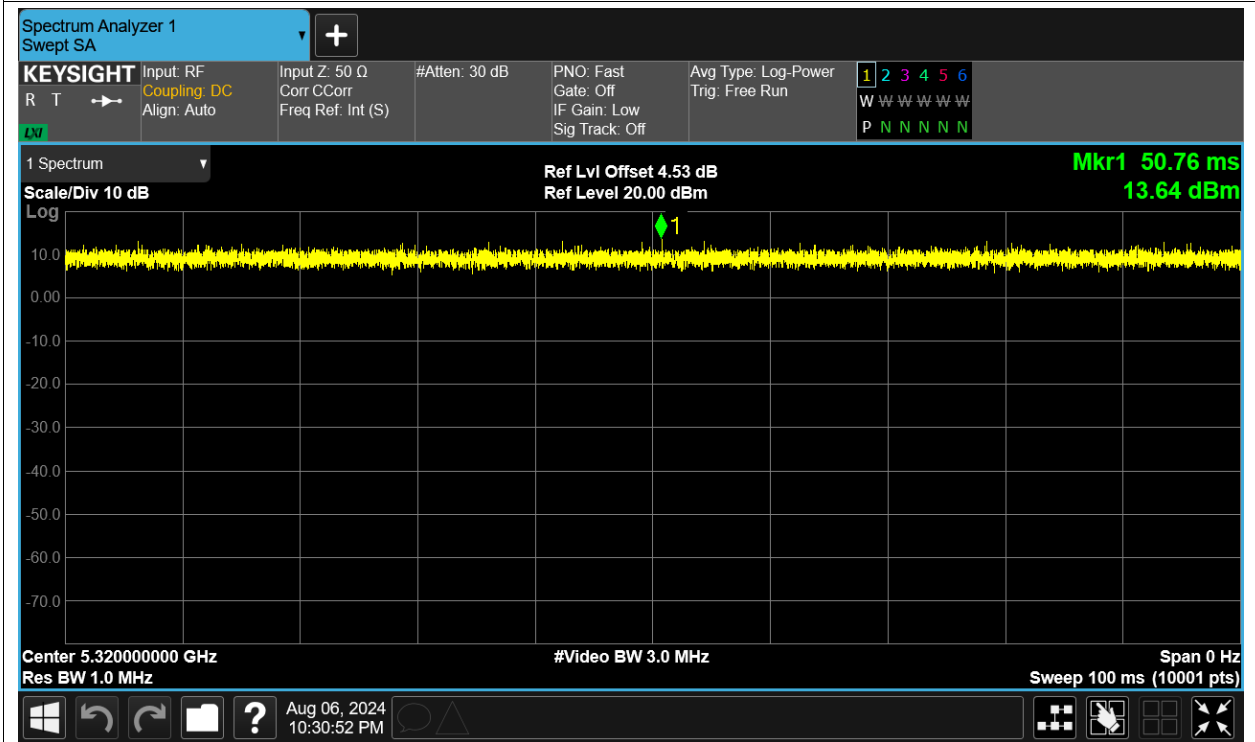 Spectrum Analyzer 1
Swept SA
KEYSIGHT
R T
LXI
Input: RF
Coupling: DC
Align: Auto
Input Z: 50 Ω
Corr CCorr
Freq Ref: Int (S)
#Atten: 30 dB
PNO: Fast
Gate: Off
IF Gain: Low
Sig Track: Off
Avg Type: Log-Power
Trig: Free Run
1 2 3 4 5 6
W W W W W W
P N N N N N
1 Spectrum
Scale/Div 10 dB
Log
Ref Lvl Offset 4.53 dB
Ref Level 20.00 dBm
Mkr1 50.76 ms
13.64 dBm
1
10.0
0.00
-10.0
-20.0
-30.0
-40.0
-50.0
-60.0
-70.0
Center 5.320000000 GHz
Res BW 1.0 MHz
#Video BW 3.0 MHz
Span 0 Hz
Sweep 100 ms (10001 pts)
?
Aug 06, 2024
10:30:52 PM